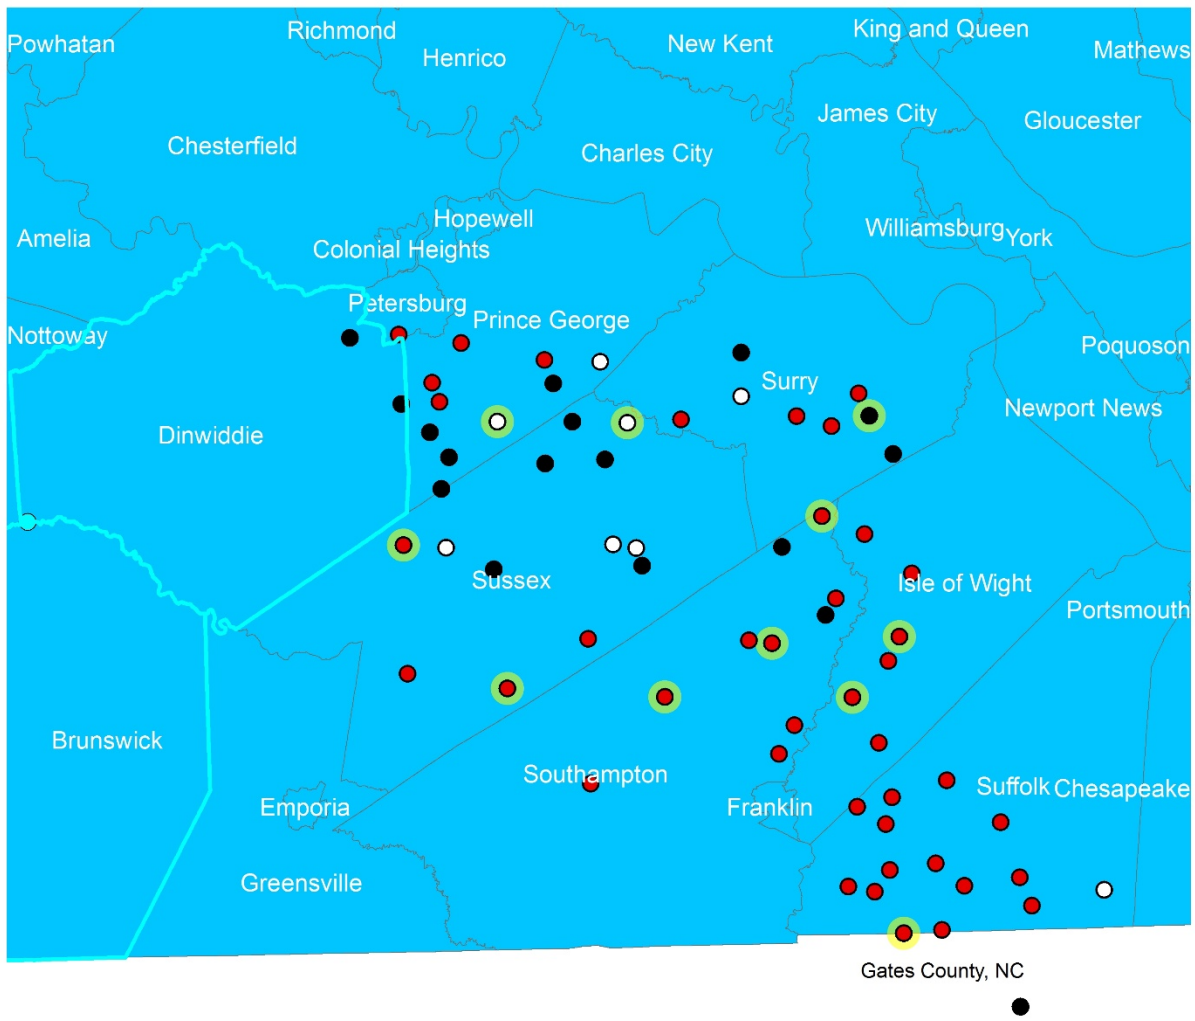 Richmond
King and Queen
Powhatan
Henrico
New Kent
Mathews
James City
Gloucester
Chesterfield
Charles City
Hopewell
Williamsburg
York
Amelia
Colonial Heights
Petersburg
Prince George
Nottoway
Poquoson
Surry
Newport News
Dinwiddie
Sussex
Isle of Wight
Portsmouth
Brunswick
Southampton
Suffolk
Chesapeake
Emporia
Franklin
Greensville
Gates County, NC